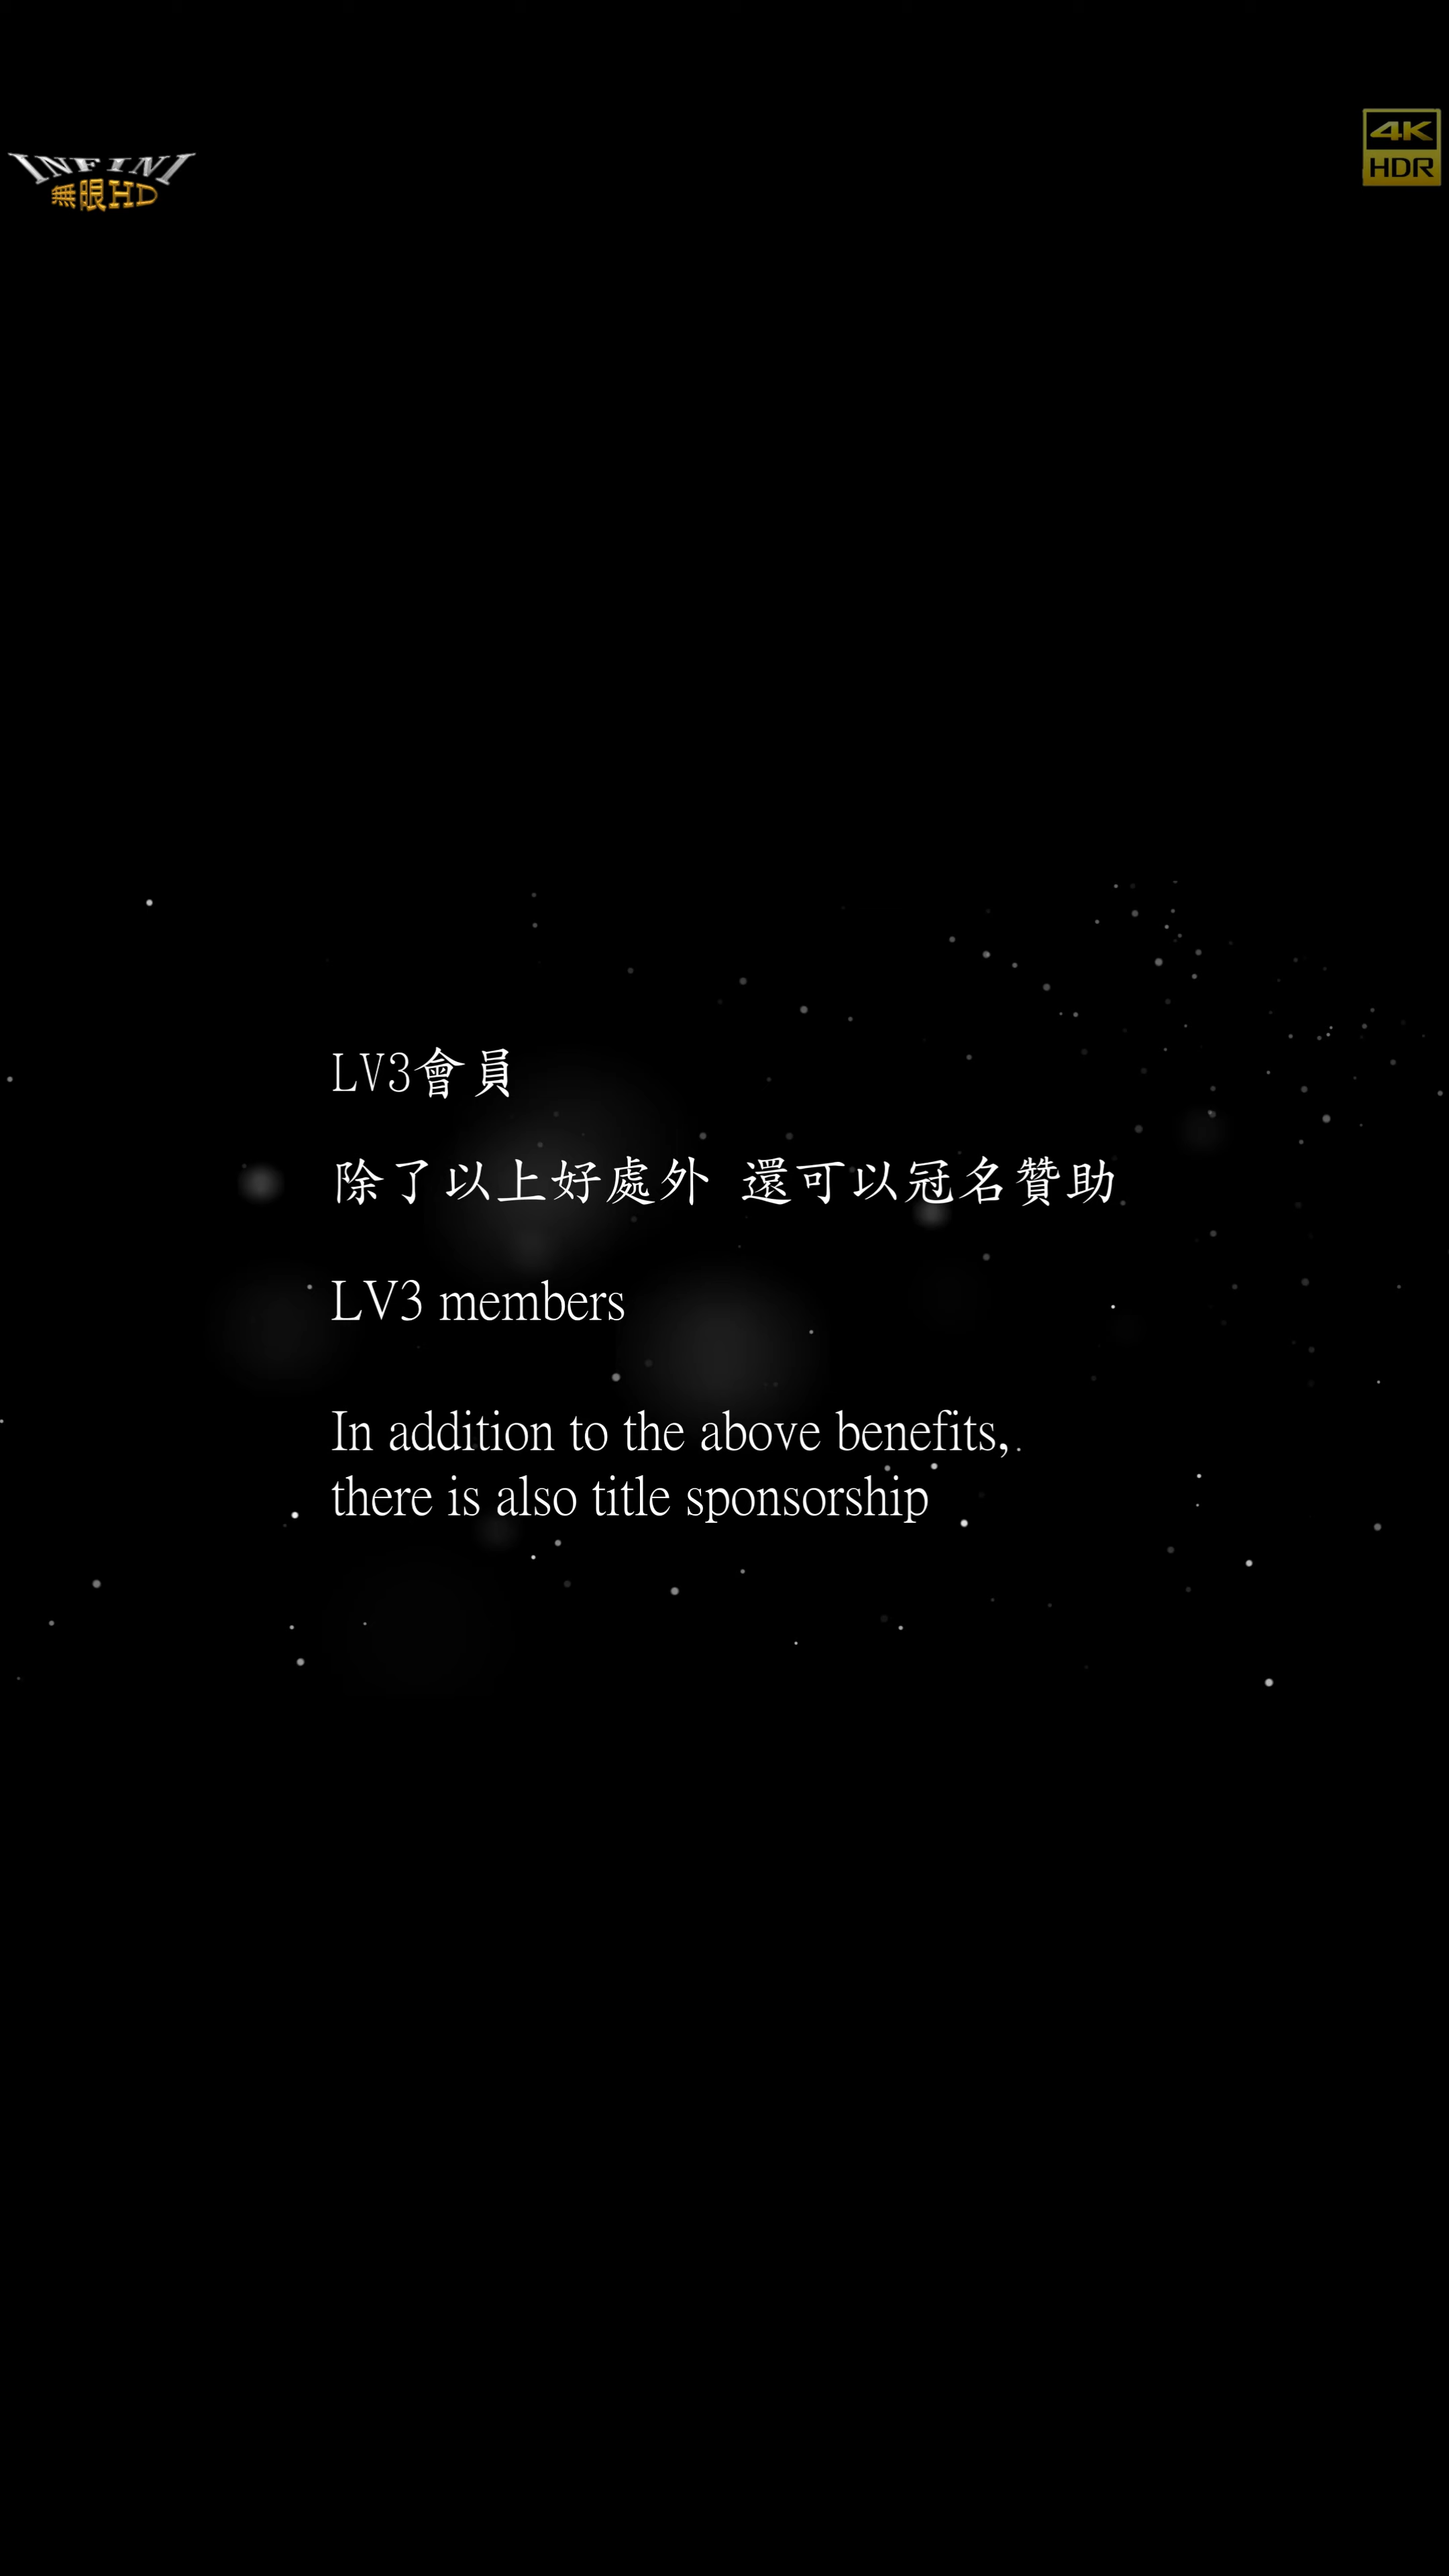 INFINI
無限HD
4K
HDR
LV3會員
除了以上好處外 還可以冠名贊助
LV3 members
In addition to the above benefits,
there is also title sponsorship